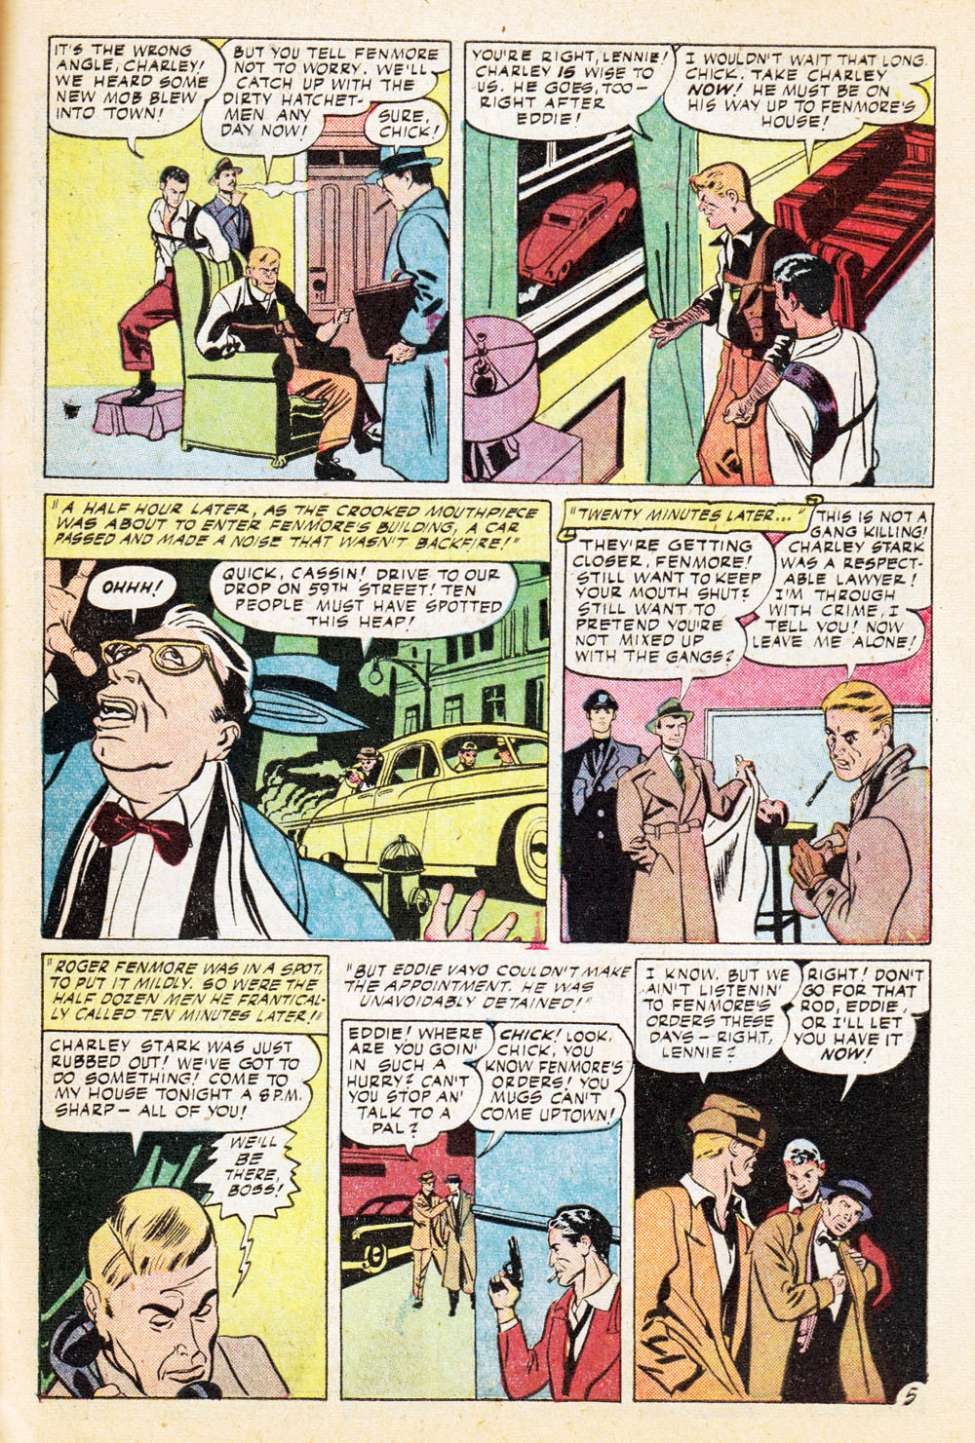 IT'S THE WRONG
ANGLE, CHARLEY!
WE HEARD SOME
NEW MOB BLEW
INTO TOWN!
BUT YOU TELL FENMORE
NOT TO WORRY. WE'LL
CATCH UP WITH THE
DIRTY HATCHET-
MEN ANY
DAY NOW!
SURE,
CHICK!
YOU'RE RIGHT, LENNIE!
CHARLEY IS WISE TO
US. HE GOES, TOO—
RIGHT AFTER
EDDIE!
I WOULDN'T WAIT THAT LONG,
CHICK. TAKE CHARLEY
NOW! HE MUST BE ON
HIS WAY UP TO FENMORE'S
HOUSE!
"A HALF HOUR LATER, AS THE CROOKED MOUTHPIECE
WAS ABOUT TO ENTER FENMORE'S BUILDING, A CAR
PASSED AND MADE A NOISE THAT WASN'T BACKFIRE!"
OHHH!
QUICK, CASSIN! DRIVE TO OUR
DROP ON 59TH STREET! TEN
PEOPLE MUST HAVE SPOTTED
THIS HEAP!
"TWENTY MINUTES LATER..."
THEY'RE GETTING
CLOSER, FENMORE!
STILL WANT TO KEEP
YOUR MOUTH SHUT?
STILL WANT TO
PRETEND YOU'RE
NOT MIXED UP
WITH THE GANGS?
THIS IS NOT A
GANG KILLING!
CHARLEY STARK
WAS A RESPECT-
ABLE LAWYER!
I'M THROUGH
WITH CRIME, I
TELL YOU! NOW
LEAVE ME ALONE!
"ROGER FENMORE WAS IN A SPOT,
TO PUT IT MILDLY. SO WERE THE
HALF DOZEN MEN HE FRANTICAL-
LY CALLED TEN MINUTES LATER!"
CHARLEY STARK WAS JUST
RUBBED OUT! WE'VE GOT TO
DO SOMETHING! COME TO
MY HOUSE TONIGHT A 8 P.M.
SHARP— ALL OF YOU!
WE'LL
BE
THERE,
BOSS!
"BUT EDDIE VAYO COULDN'T MAKE
THE APPOINTMENT. HE WAS
UNAVOIDABLY DETAINED!"
EDDIE! WHERE
ARE YOU GOIN'
IN SUCH A
HURRY? CAN'T
YOU STOP AN'
TALK TO A
PAL?
CHICK! LOOK,
CHICK, YOU
KNOW FENMORE'S
ORDERS! YOU
MUGS CAN'T
COME UPTOWN!
I KNOW. BUT WE
AIN'T LISTENIN'
TO FENMORE'S
ORDERS THESE
DAYS— RIGHT,
LENNIE?
RIGHT! DON'T
GO FOR THAT
ROD, EDDIE,
OR I'LL LET
YOU HAVE IT
NOW!
5